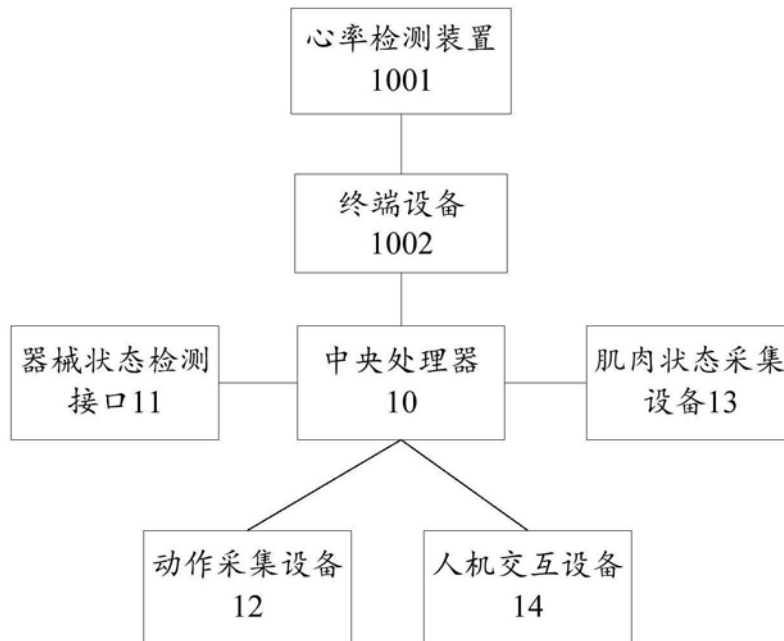 心率检测装置
1001
终端设备
1002
器械状态检测
接口11
中央处理器
10
肌肉状态采集
设备13
动作采集设备
12
人机交互设备
14